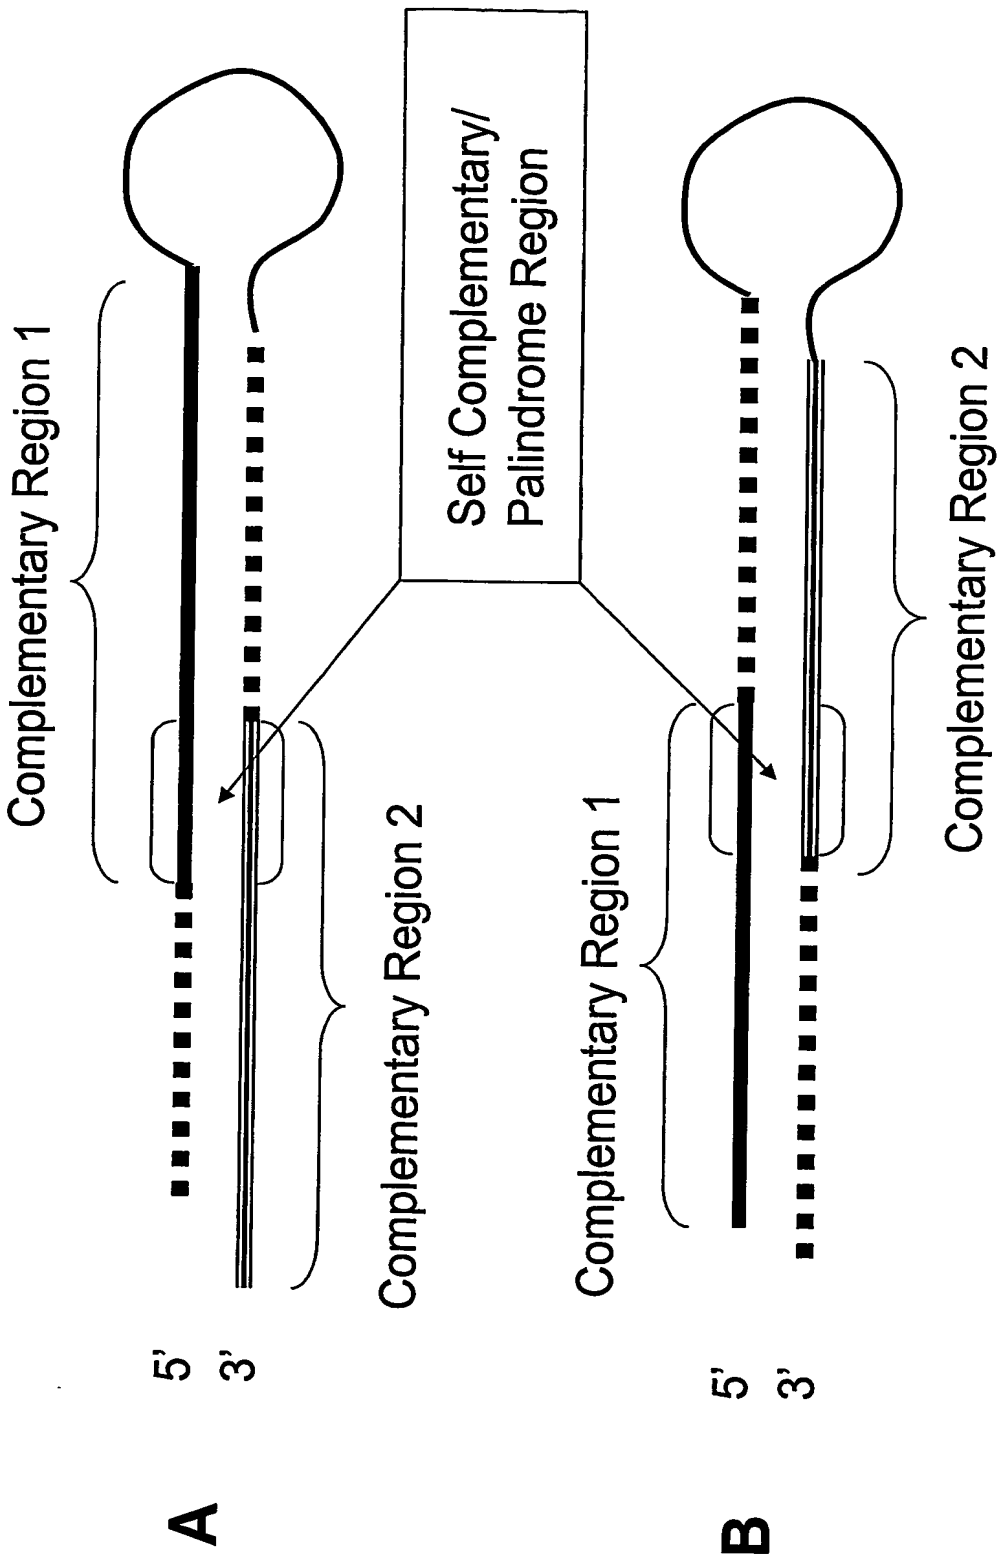 A
5'
3'
Complementary Region 1
Complementary Region 2
Self Complementary/
Palindrome Region
B
5'
3'
Complementary Region 1
Complementary Region 2